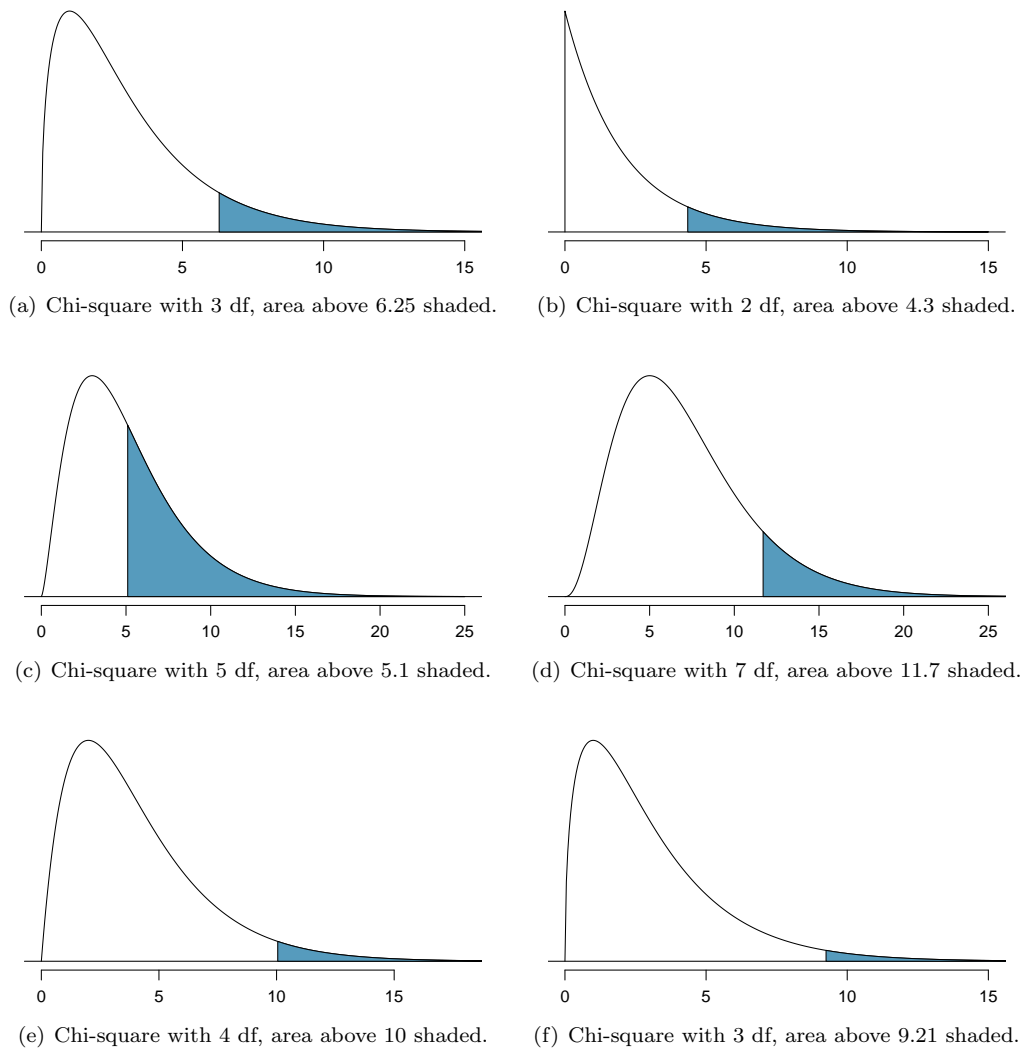 0 5 10 15
0 5 10 15
(a) Chi-square with 3 df, area above 6.25 shaded.
(b) Chi-square with 2 df, area above 4.3 shaded.
0 5 10 15 20 25
0 5 10 15 20 25
(c) Chi-square with 5 df, area above 5.1 shaded.
(d) Chi-square with 7 df, area above 11.7 shaded.
0 5 10 15
0 5 10 15
(e) Chi-square with 4 df, area above 10 shaded.
(f) Chi-square with 3 df, area above 9.21 shaded.